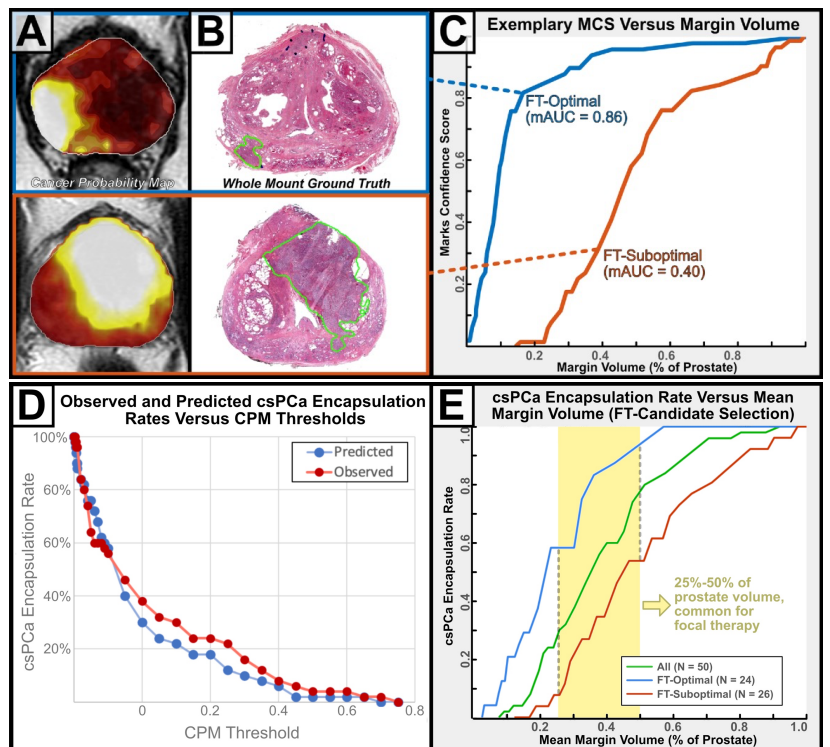 A
B
C
Cancer Probability Map
Whole Mount Ground Truth
Exemplary MCS Versus Margin Volume
Marks Confidence Score
0.8
0.6
0.4
0.2
FT-Optimal
(mAUC = 0.86)
FT-Suboptimal
(mAUC = 0.40)
0.2 0.4 0.6 0.8
Margin Volume (% of Prostate)
D
Observed and Predicted csPCa Encapsulation
Rates Versus CPM Thresholds
csPCa Encapsulation Rate
100%
80%
60%
40%
20%
Predicted
Observed
0 0.2 0.4 0.6 0.8
CPM Threshold
E
csPCa Encapsulation Rate Versus Mean
Margin Volume (FT-Candidate Selection)
csPCa Encapsulation Rate
1.0
0.8
0.6
0.4
0.2
25%-50% of
prostate volume,
common for
focal therapy
All (N = 50)
FT-Optimal (N = 24)
FT-Suboptimal (N = 26)
0.2 0.4 0.6 0.8 1.0
Mean Margin Volume (% of Prostate)